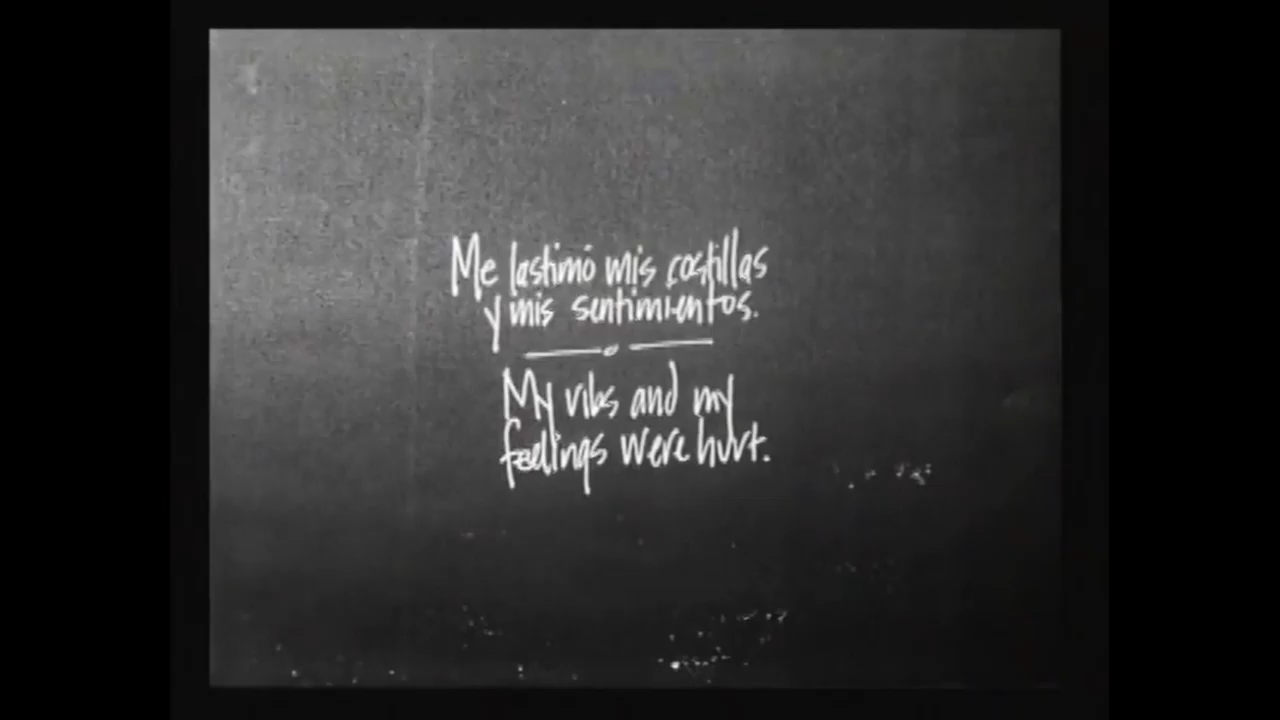 Me lastimó mis costillas
y mis sentimientos.
My ribs and my
feelings were hurt.